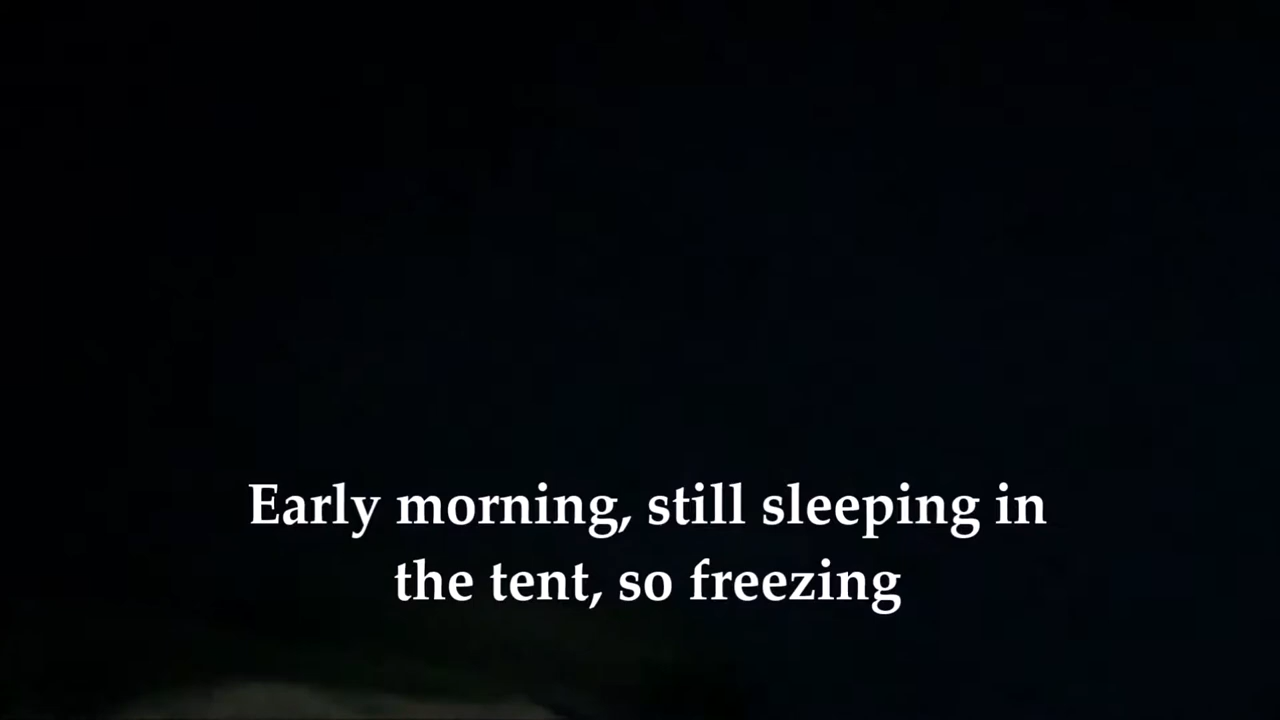 Early morning, still sleeping in
the tent, so freezing